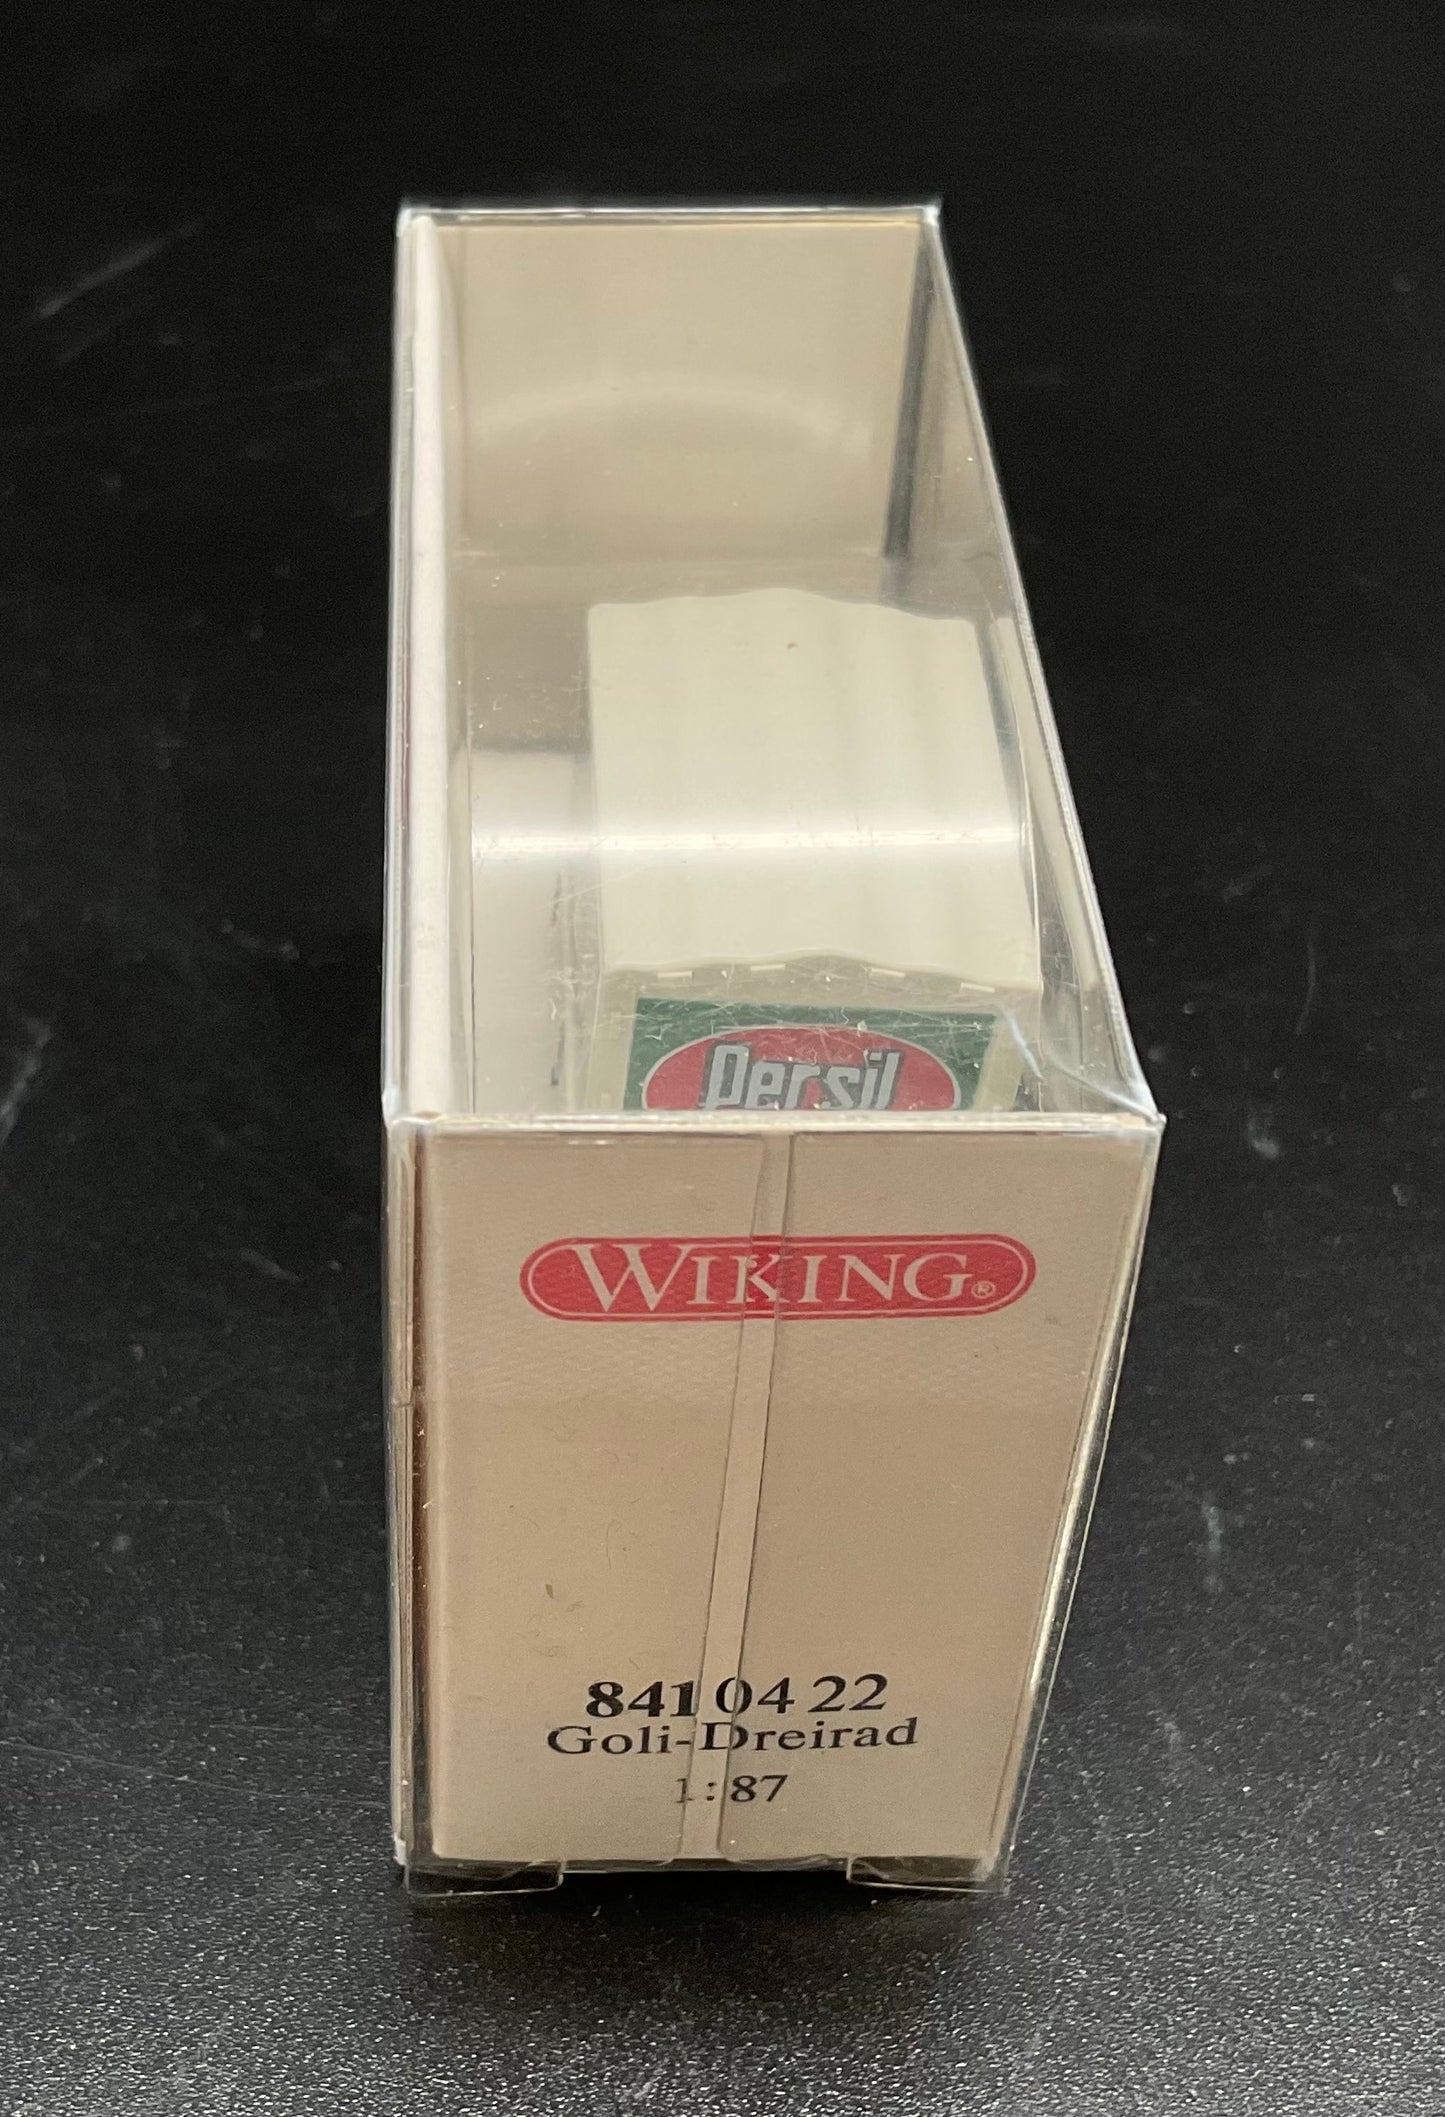 Persil
WIKING®
841 04 22
Goli-Dreirad
1:87